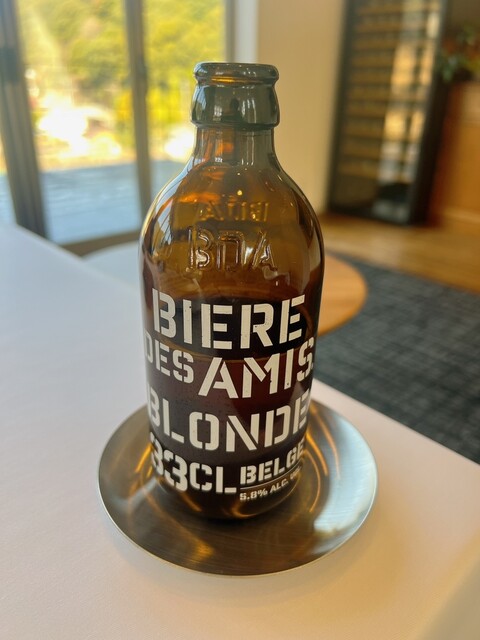 BDA
BIERE
DES AMIS
BLONDE
33CL BELGE
5.8% ALC.